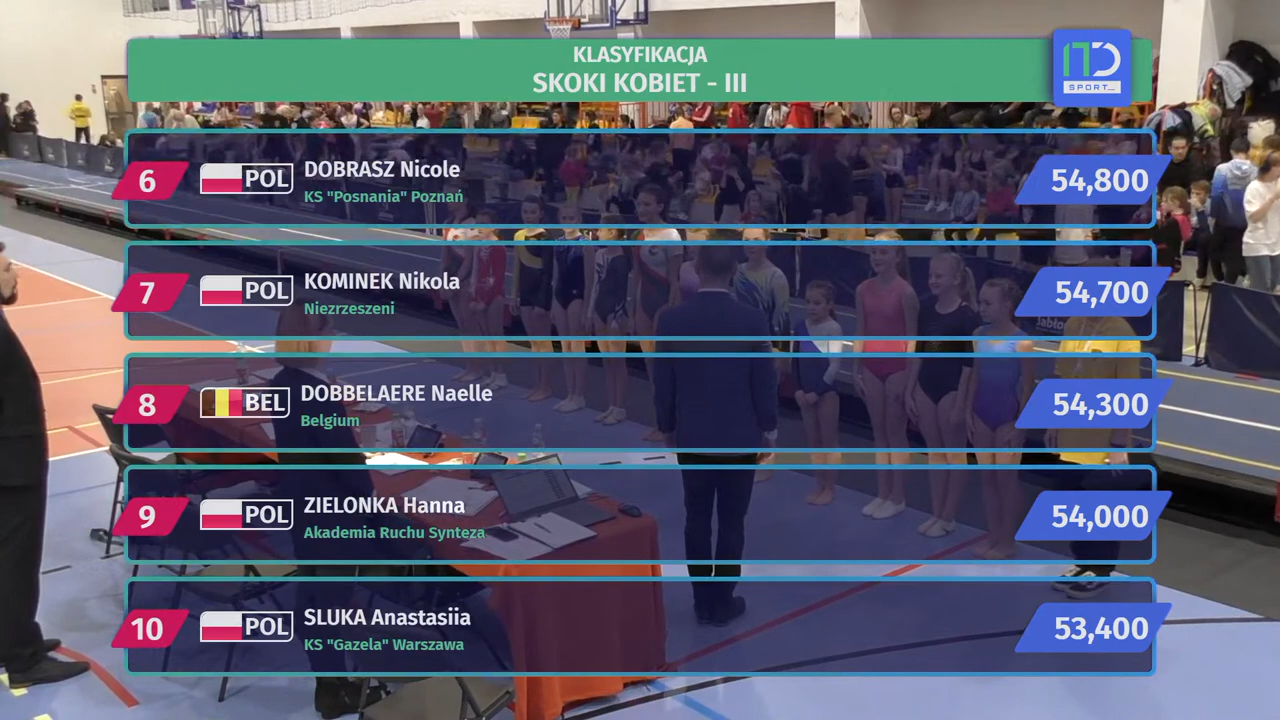 KLASYFIKACJA
SKOKI KOBIET - III
SPORT_
6 POL DOBRASZ Nicole 54,800
KS "Posnania" Poznań
7 POL KOMINEK Nikola 54,700
Niezrzeszeni
8 BEL DOBBELAERE Naelle 54,300
Belgium
9 POL ZIELONKA Hanna 54,000
Akademia Ruchu Synteza
10 POL SLUKA Anastasiia 53,400
KS "Gazela" Warszawa